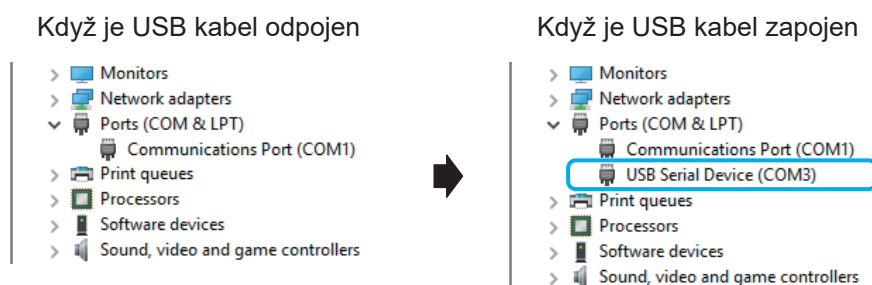 Když je USB kabel odpojen
Monitors
Network adapters
Ports (COM & LPT)
Communications Port (COM1)
Print queues
Processors
Software devices
Sound, video and game controllers
Když je USB kabel zapojen
Monitors
Network adapters
Ports (COM & LPT)
Communications Port (COM1)
USB Serial Device (COM3)
Print queues
Processors
Software devices
Sound, video and game controllers